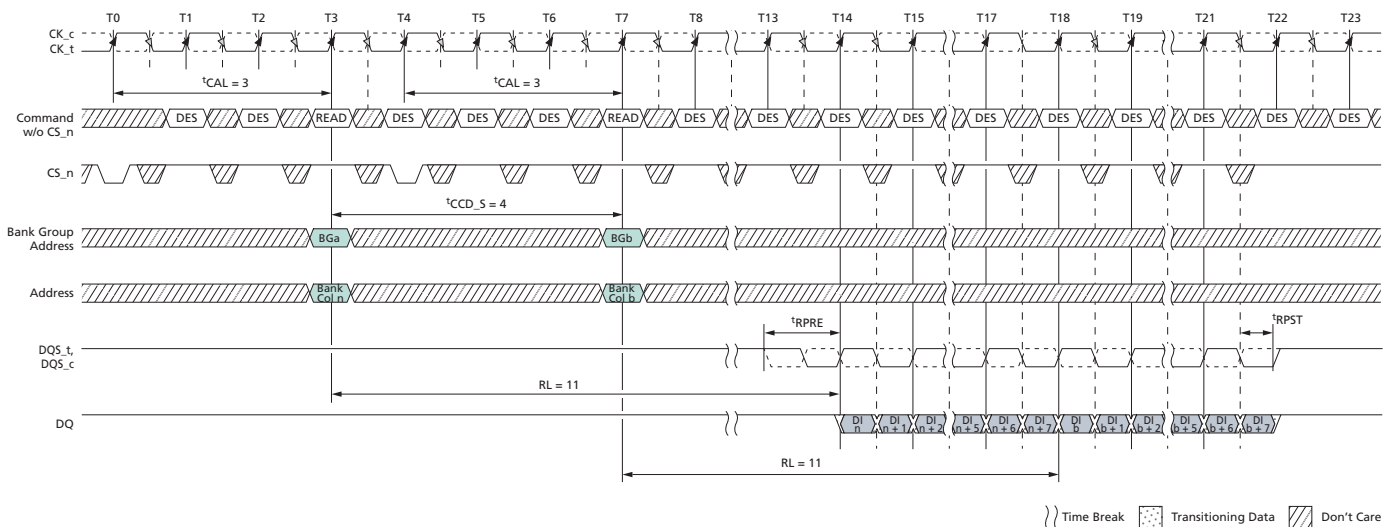 T0 T1 T2 T3 T4 T5 T6 T7 T8 T13 T14 T15 T17 T18 T19 T21 T22 T23
CK_c
CK_t
tCAL = 3 tCAL = 3
Command
w/o CS_n
DES DES READ DES DES DES READ DES DES DES DES DES DES DES DES DES DES
CS_n
tCCD_S = 4
Bank Group
Address
BGa BGb
Address
Bank
Col n
Bank
Col b
tRPRE tRPST
DQS_t,
DQS_c
RL = 11
DQ
DI
n
DI
n + 1
DI
n + 2
DI
n + 5
DI
n + 6
DI
n + 7
DI
b
DI
b + 1
DI
b + 2
DI
b + 5
DI
b + 6
DI
b + 7
RL = 11
Time Break Transitioning Data Don't Care